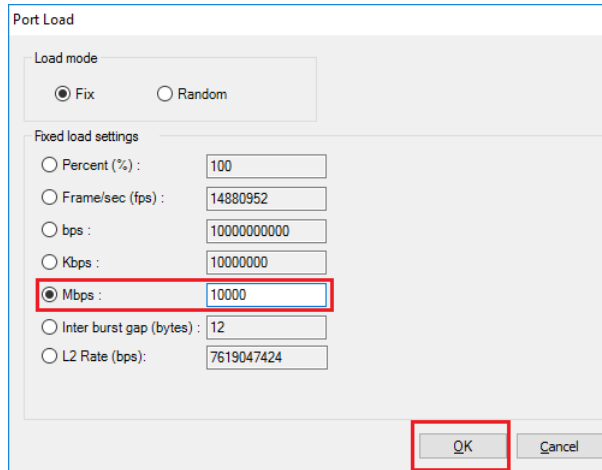 Port Load
Load mode
Fix Random
Fixed load settings
Percent (%) : 100
Frame/sec (fps) : 14880952
bps : 10000000000
Kbps : 10000000
Mbps : 10000
Inter burst gap (bytes) : 12
L2 Rate (bps): 7619047424
OK Cancel